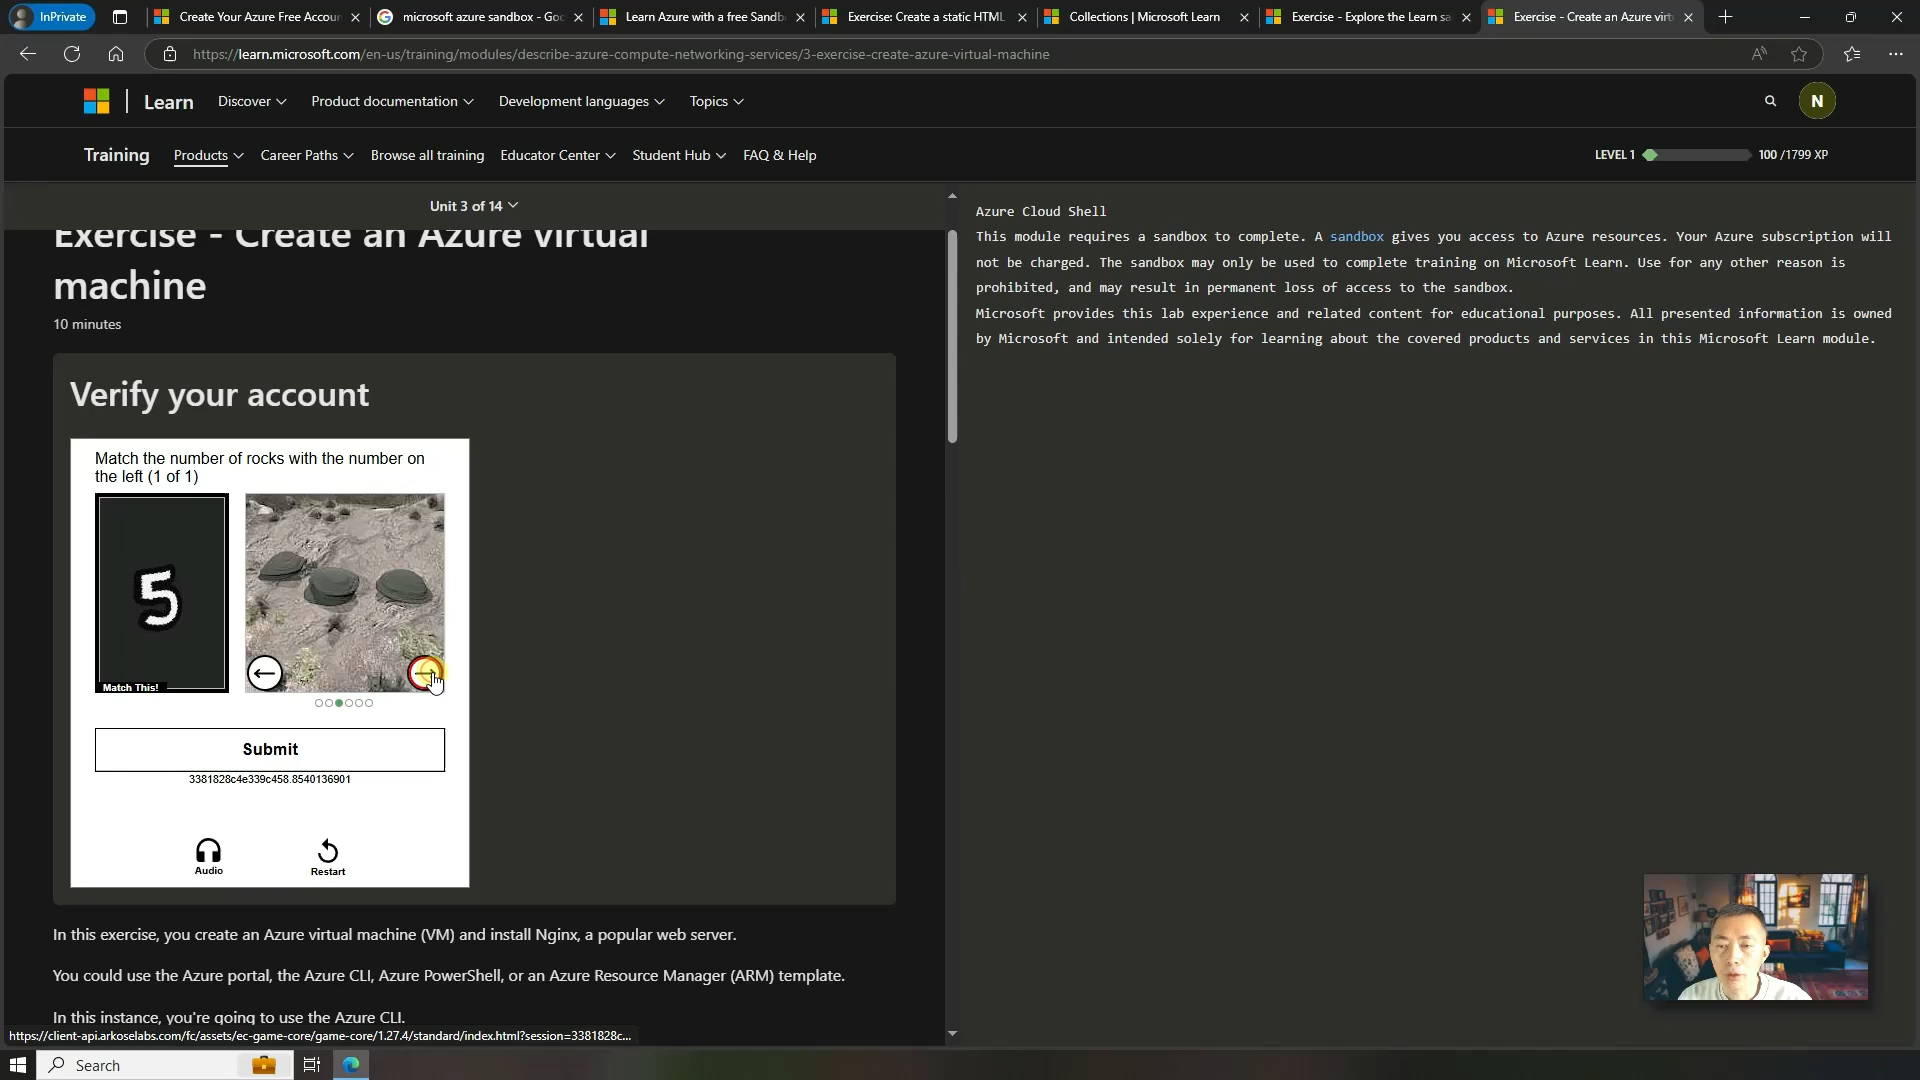 InPrivate
Create Your Azure Free Accoun
microsoft azure sandbox - Goo
Learn Azure with a free Sandb
Exercise: Create a static HTML
Collections | Microsoft Learn
Exercise - Explore the Learn sa
Exercise - Create an Azure virt
https://learn.microsoft.com/en-us/training/modules/describe-azure-compute-networking-services/3-exercise-create-azure-virtual-machine
Learn
Discover
Product documentation
Development languages
Topics
N
Training
Products
Career Paths
Browse all training
Educator Center
Student Hub
FAQ & Help
LEVEL 1
100 /1799 XP
Unit 3 of 14
Exercise - Create an Azure virtual
machine
10 minutes
Verify your account
Match the number of rocks with the number on
the left (1 of 1)
5
Match This!
Submit
3381828c4e339c458.8540136901
Audio
Restart
In this exercise, you create an Azure virtual machine (VM) and install Nginx, a popular web server.
You could use the Azure portal, the Azure CLI, Azure PowerShell, or an Azure Resource Manager (ARM) template.
In this instance, you're going to use the Azure CLI.
https://client-api.arkoselabs.com/fc/assets/ec-game-core/game-core/1.27.4/standard/index.html?session=3381828c...
Azure Cloud Shell
This module requires a sandbox to complete. A sandbox gives you access to Azure resources. Your Azure subscription will
not be charged. The sandbox may only be used to complete training on Microsoft Learn. Use for any other reason is
prohibited, and may result in permanent loss of access to the sandbox.
Microsoft provides this lab experience and related content for educational purposes. All presented information is owned
by Microsoft and intended solely for learning about the covered products and services in this Microsoft Learn module.
Search